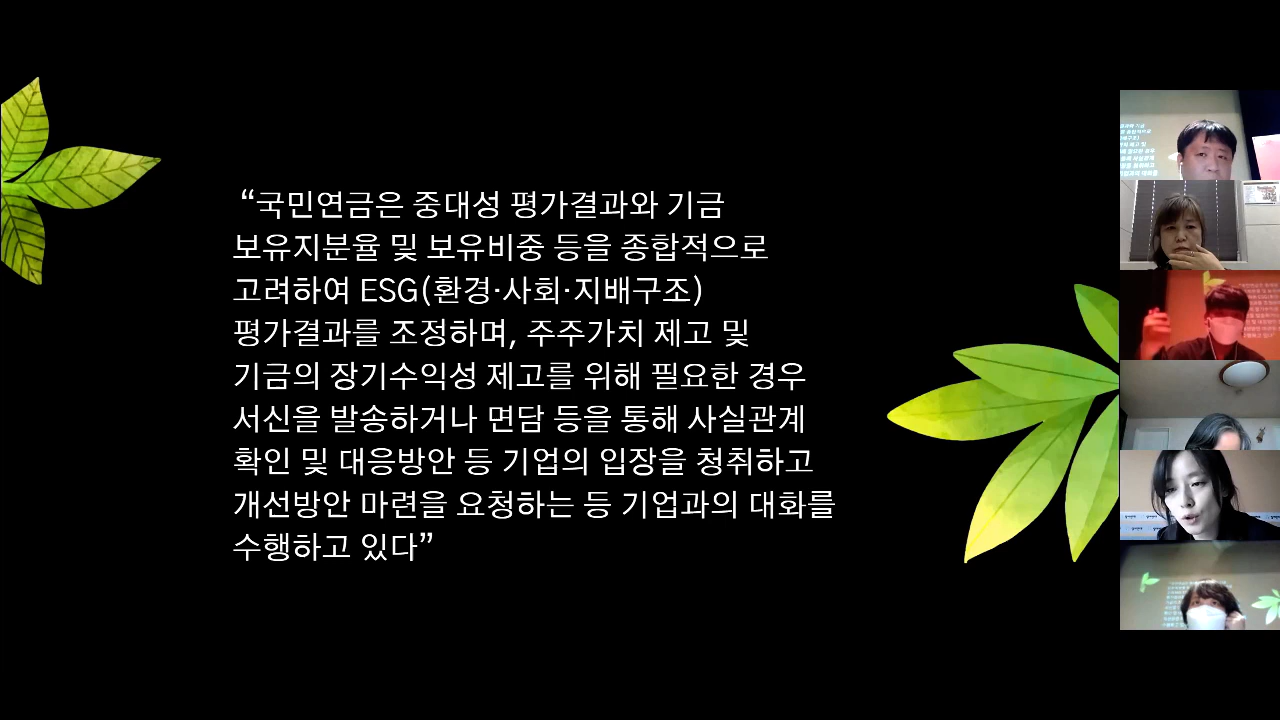 “국민연금은 중대성 평가결과와 기금
보유지분율 및 보유비중 등을 종합적으로
고려하여 ESG(환경·사회·지배구조)
평가결과를 조정하며, 주주가치 제고 및
기금의 장기수익성 제고를 위해 필요한 경우
서신을 발송하거나 면담 등을 통해 사실관계
확인 및 대응방안 등 기업의 입장을 청취하고
개선방안 마련을 요청하는 등 기업과의 대화를
수행하고 있다”